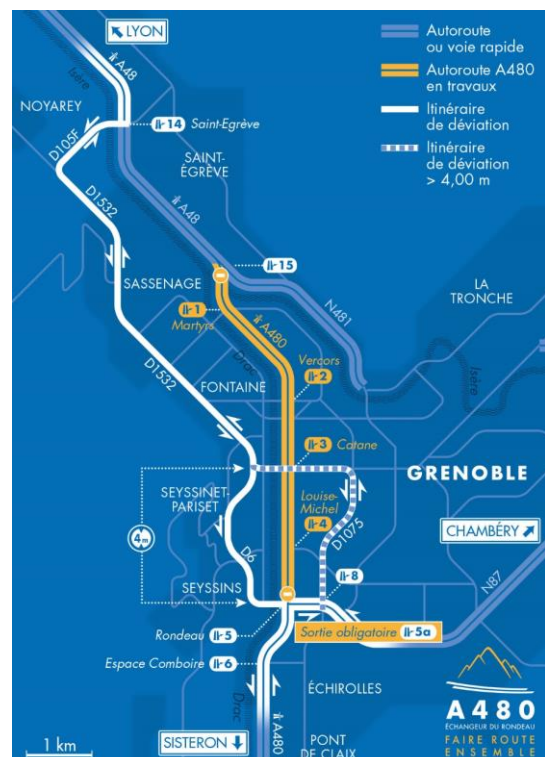 LYON
A48
Isère
NOYAREY
14 Saint-Egrève
D105F
SAINT-
ÉGRÈVE
D1532
A48
Autoroute
ou voie rapide
Autoroute A480
en travaux
Itinéraire
de déviation
Itinéraire
de déviation
> 4,00 m
15
SASSENAGE
N481
LA
TRONCHE
1
Martyrs
A480
Isère
Vercors
2
Drac
D1532
FONTAINE
3 Catane
GRENOBLE
SEYSSINET-
PARISET
Louise-
Michel
4
D1075
CHAMBÉRY
4m
D6
8
N87
SEYSSINS
Rondeau 5
Sortie obligatoire 5a
Espace Comboire 6
Drac
ÉCHIROLLES
A480
ÉCHANGEUR DU RONDEAU
FAIRE ROUTE
ENSEMBLE
1 km
SISTERON
A480
PONT
DE CLAIX